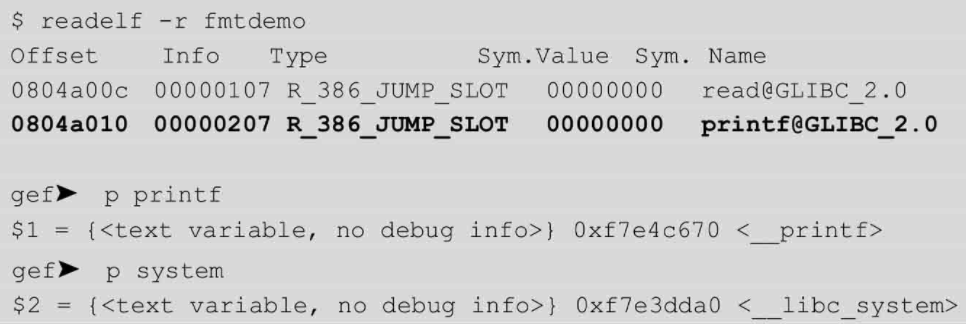 $ readelf -r fmtdemo
Offset Info Type Sym.Value Sym. Name
0804a00c 00000107 R_386_JUMP_SLOT 00000000 read@GLIBC_2.0
0804a010 00000207 R_386_JUMP_SLOT 00000000 printf@GLIBC_2.0
gef➤ p printf
$1 = {<text variable, no debug info>} 0xf7e4c670 <__printf>
gef➤ p system
$2 = {<text variable, no debug info>} 0xf7e3dda0 <__libc_system>